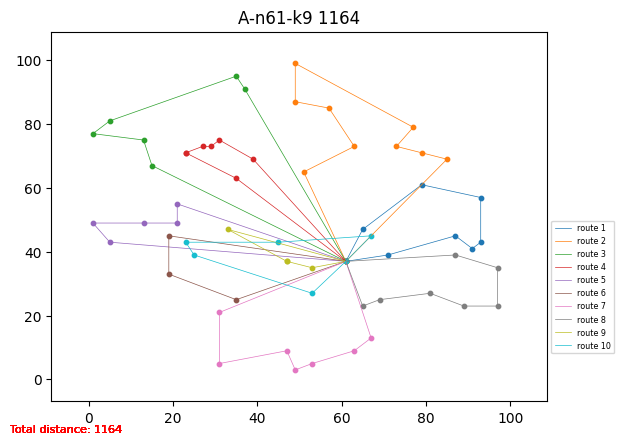 A-n61-k9 1164
100
80
60
40
20
0
0 20 40 60 80 100
route 1
route 2
route 3
route 4
route 5
route 6
route 7
route 8
route 9
route 10
Total distance: 1164